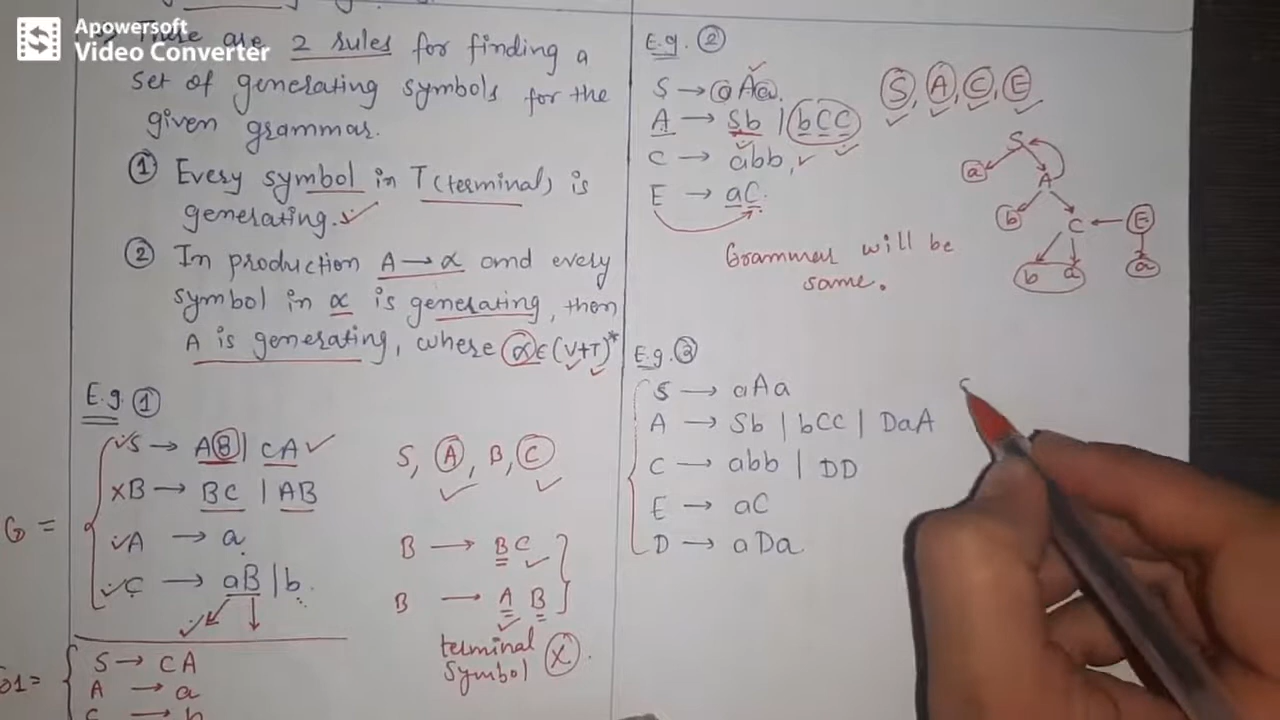 Apowersoft
Video Converter
There are 2 rules for finding a
set of generating symbols for the
given grammar.
① Every symbol in T(terminal) is
generating.
② In production A → α and every
symbol in α is generating, then
A is generating, where α ∈ (V+T)*
E.g. ①
G =
S → AB | CA
B → BC | AB
A → a
C → aB | b.
S, A, B, C
B → BC
B → A B
terminal
symbol X.
G1 =
S → CA
A → a
C → b
E.g. ②
S → aAa.
A → Sb | bCC
C → abb,
E → aC.
S, A, C, E
S
a A
b C E
b a a
Grammar will be
same.
E.g. ③
S → aAa
A → Sb | bCC | DaA
C → abb | DD
E → aC
D → aDa